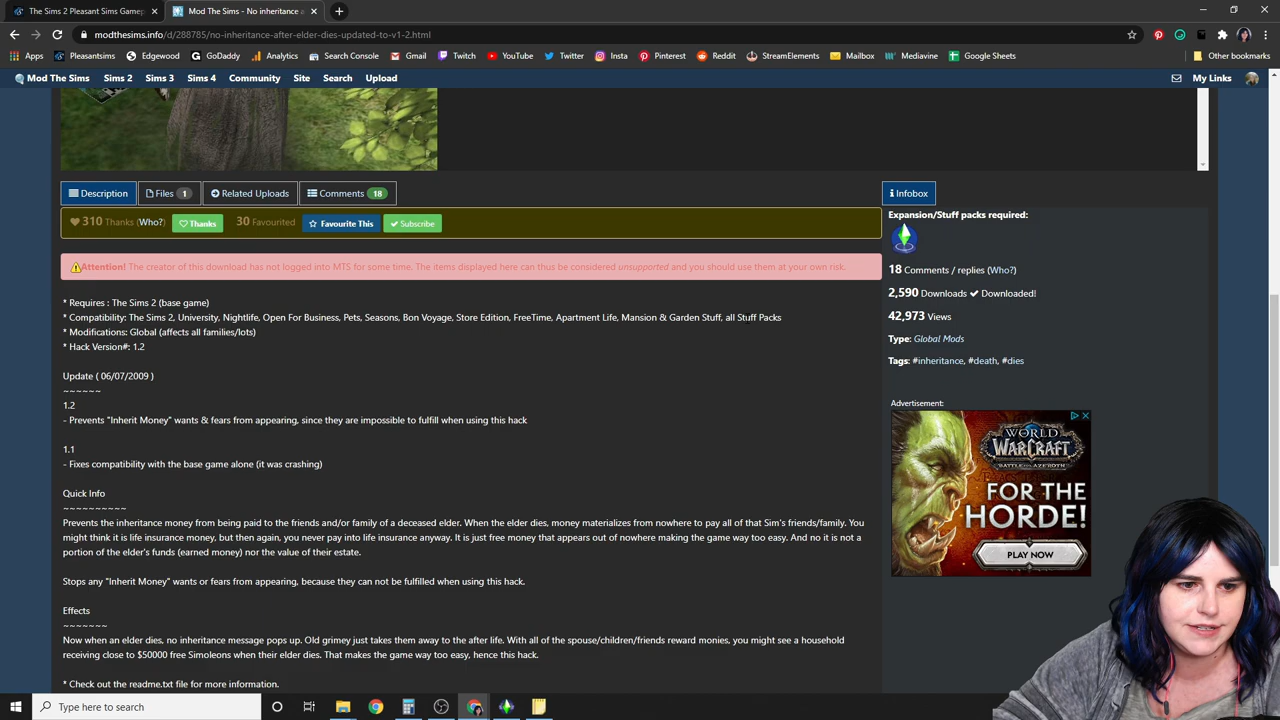 The Sims 2 Pleasant Sims Gamep
Mod The Sims - No inheritance a
modthesims.info/d/288785/no-inheritance-after-elder-dies-updated-to-v1-2.html
Apps Pleasantsims Edgewood GoDaddy Analytics Search Console Gmail Twitch YouTube Twitter Insta Pinterest Reddit StreamElements Mailbox Mediavine Google Sheets Other bookmarks
Mod The Sims Sims 2 Sims 3 Sims 4 Community Site Search Upload My Links
Description Files 1 Related Uploads Comments 18 Infobox
310 Thanks (Who?) Thanks 30 Favourited Favourite This Subscribe
Attention! The creator of this download has not logged into MTS for some time. The items displayed here can thus be considered unsupported and you should use them at your own risk.
* Requires : The Sims 2 (base game)
* Compatibility: The Sims 2, University, Nightlife, Open For Business, Pets, Seasons, Bon Voyage, Store Edition, FreeTime, Apartment Life, Mansion & Garden Stuff, all Stuff Packs
* Modifications: Global (affects all families/lots)
* Hack Version#: 1.2
Update ( 06/07/2009 )
~~~~~~
1.2
- Prevents "Inherit Money" wants & fears from appearing, since they are impossible to fulfill when using this hack
1.1
- Fixes compatibility with the base game alone (it was crashing)
Quick Info
~~~~~~~~~~
Prevents the inheritance money from being paid to the friends and/or family of a deceased elder. When the elder dies, money materializes from nowhere to pay all of that Sim's friends/family. You
might think it is life insurance money, but then again, you never pay into life insurance anyway. It is just free money that appears out of nowhere making the game way too easy. And no it is not a
portion of the elder's funds (earned money) nor the value of their estate.
Stops any "Inherit Money" wants or fears from appearing, because they can not be fulfilled when using this hack.
Effects
~~~~~~~
Now when an elder dies, no inheritance message pops up. Old grimey just takes them away to the after life. With all of the spouse/children/friends reward monies, you might see a household
receiving close to $50000 free Simoleons when their elder dies. That makes the game way too easy, hence this hack.
* Check out the readme.txt file for more information.
Expansion/Stuff packs required:
18 Comments / replies (Who?)
2,590 Downloads Downloaded!
42,973 Views
Type: Global Mods
Tags: #inheritance, #death, #dies
Advertisement:
WORLD
WARCRAFT
BATTLE FOR AZEROTH
FOR THE
HORDE!
PLAY NOW
Type here to search